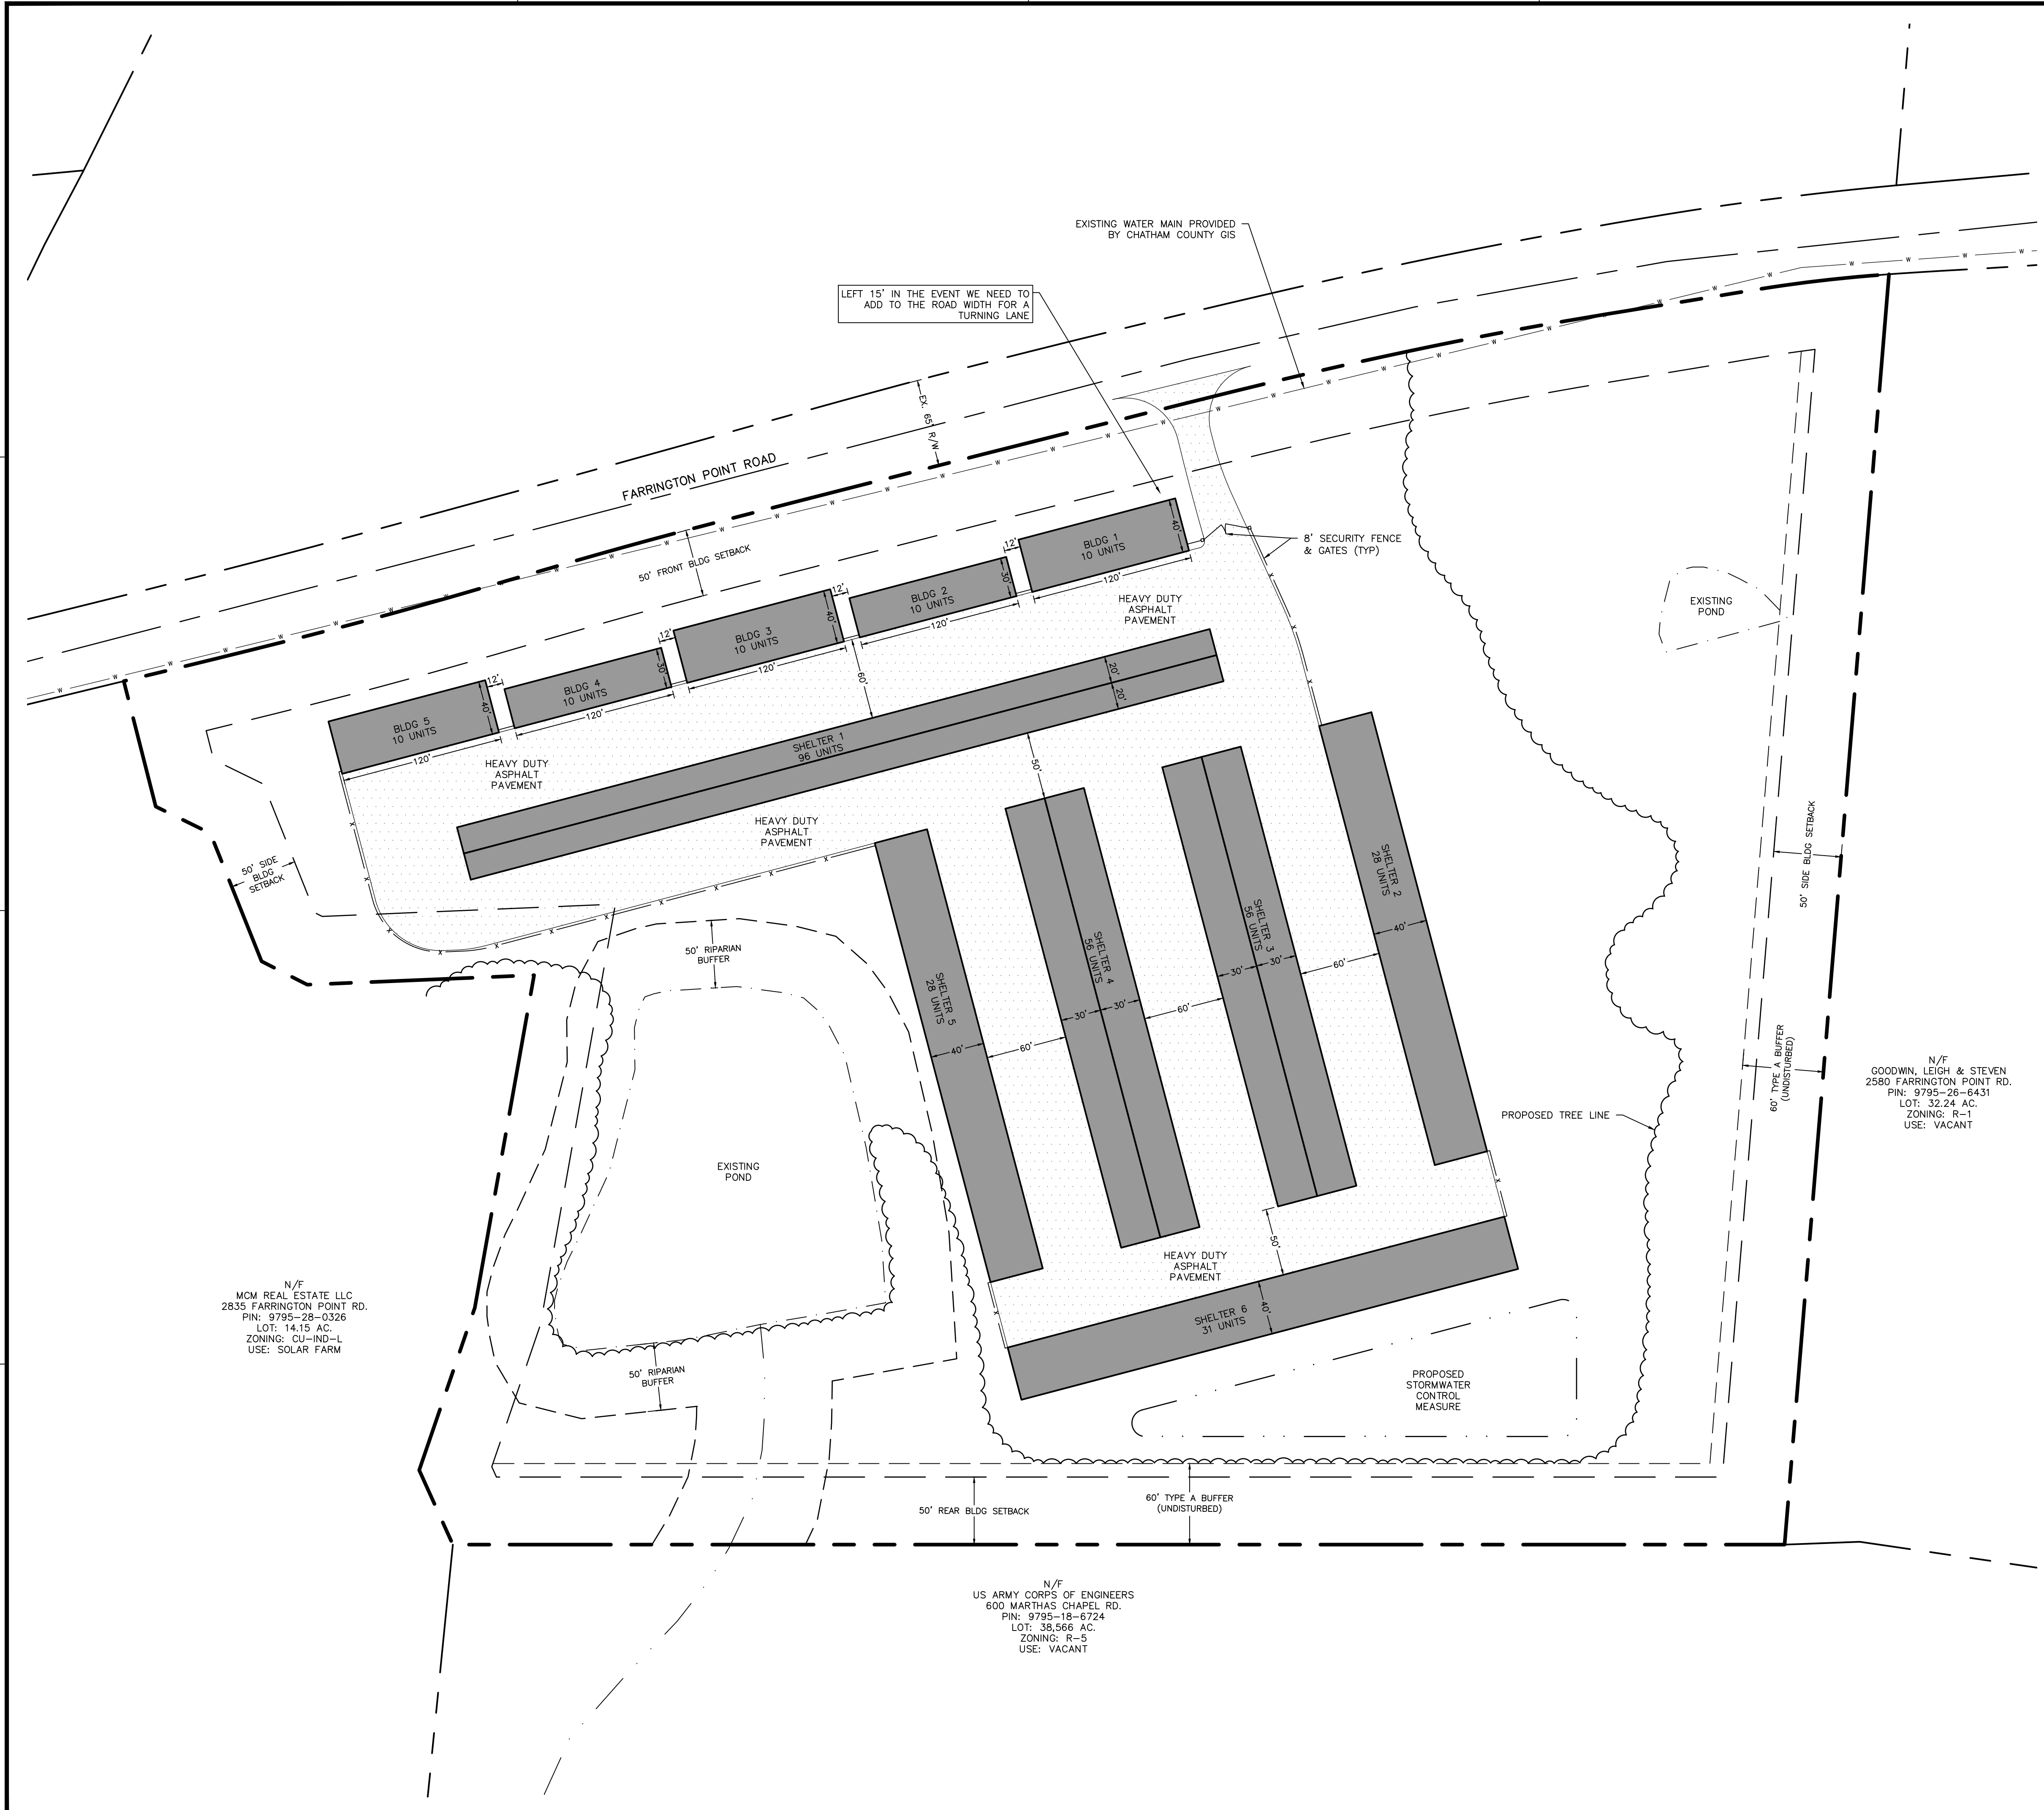 EXISTING WATER MAIN PROVIDED
BY CHATHAM COUNTY GIS
LEFT 15' IN THE EVENT WE NEED TO
ADD TO THE ROAD WIDTH FOR A
TURNING LANE
EX. 65' R/W
FARRINGTON POINT ROAD
50' FRONT BLDG SETBACK
8' SECURITY FENCE
& GATES (TYP)
BLDG 1
10 UNITS
40'
120'
12'
BLDG 2
10 UNITS
30'
120'
12'
BLDG 3
10 UNITS
40'
120'
12'
BLDG 4
10 UNITS
30'
120'
12'
BLDG 5
10 UNITS
40'
120'
HEAVY DUTY
ASPHALT
PAVEMENT
EXISTING
POND
60'
20'
20'
SHELTER 1
96 UNITS
HEAVY DUTY
ASPHALT
PAVEMENT
HEAVY DUTY
ASPHALT
PAVEMENT
50'
50' SIDE
BLDG
SETBACK
50' SIDE BLDG SETBACK
SHELTER 2
28 UNITS
40'
SHELTER 3
56 UNITS
30'
30'
60'
SHELTER 4
56 UNITS
30'
30'
60'
SHELTER 5
28 UNITS
40'
60'
50' RIPARIAN
BUFFER
60' TYPE A BUFFER
(UNDISTURBED)
N/F
GOODWIN, LEIGH & STEVEN
2580 FARRINGTON POINT RD.
PIN: 9795-26-6431
LOT: 32.24 AC.
ZONING: R-1
USE: VACANT
PROPOSED TREE LINE
EXISTING
POND
HEAVY DUTY
ASPHALT
PAVEMENT
50'
SHELTER 6
31 UNITS
40'
N/F
MCM REAL ESTATE LLC
2835 FARRINGTON POINT RD.
PIN: 9795-28-0326
LOT: 14.15 AC.
ZONING: CU-IND-L
USE: SOLAR FARM
50' RIPARIAN
BUFFER
PROPOSED
STORMWATER
CONTROL
MEASURE
50' REAR BLDG SETBACK
60' TYPE A BUFFER
(UNDISTURBED)
N/F
US ARMY CORPS OF ENGINEERS
600 MARTHAS CHAPEL RD.
PIN: 9795-18-6724
LOT: 38,566 AC.
ZONING: R-5
USE: VACANT